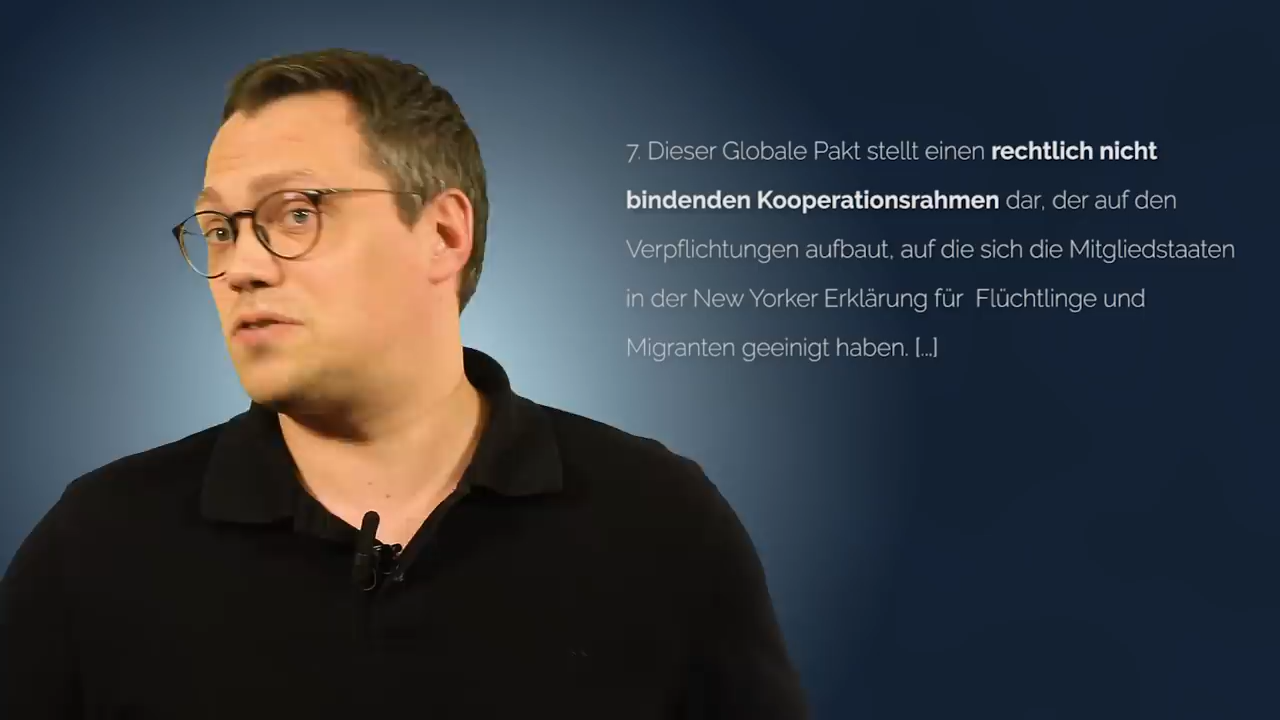 7. Dieser Globale Pakt stellt einen rechtlich nicht
bindenden Kooperationsrahmen dar, der auf den
Verpflichtungen aufbaut, auf die sich die Mitgliedstaaten
in der New Yorker Erklärung für  Flüchtlinge und
Migranten geeinigt haben. [...]